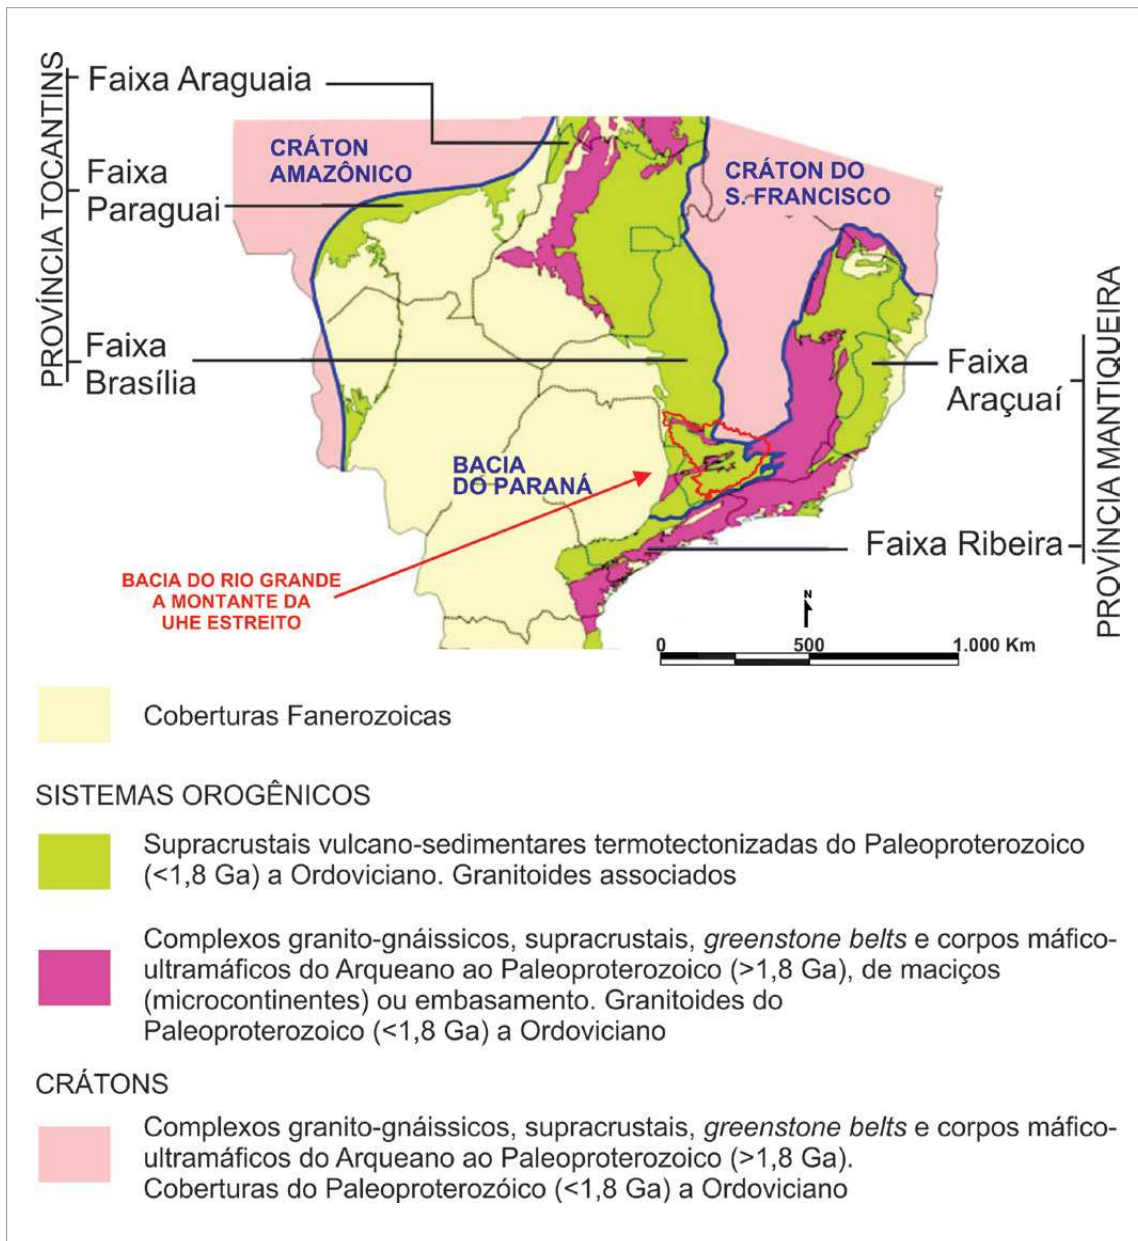 PROVÍNCIA TOCANTINS
Faixa Araguaia
Faixa
Paraguai
Faixa
Brasília
CRÁTON
AMAZÔNICO
CRÁTON DO
S. FRANCISCO
BACIA
DO PARANÁ
Faixa
Araçuaí
Faixa Ribeira
PROVÍNCIA MANTIQUEIRA
BACIA DO RIO GRANDE
A MONTANTE DA
UHE ESTREITO
N
0 500 1.000 Km
Coberturas Fanerozoicas
SISTEMAS OROGÊNICOS
Supracrustais vulcano-sedimentares termotectonizadas do Paleoproterozoico
(<1,8 Ga) a Ordoviciano. Granitoides associados
Complexos granito-gnáissicos, supracrustais, greenstone belts e corpos máfico-
ultramáficos do Arqueano ao Paleoproterozoico (>1,8 Ga), de maciços
(microcontinentes) ou embasamento. Granitoides do
Paleoproterozoico (<1,8 Ga) a Ordoviciano
CRÁTONS
Complexos granito-gnáissicos, supracrustais, greenstone belts e corpos máfico-
ultramáficos do Arqueano ao Paleoproterozoico (>1,8 Ga).
Coberturas do Paleoproterozóico (<1,8 Ga) a Ordoviciano